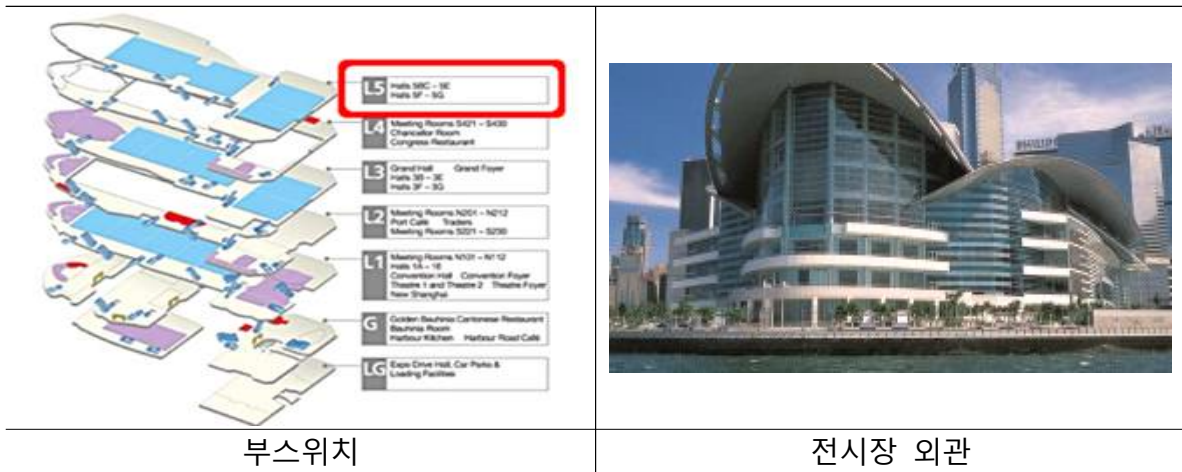 L5
Halls 5BC - 5E
Halls 5F - 5G
L4
Meeting Rooms S421 - S430
Chancellor Room
Congress Restaurant
L3
Grand Hall Grand Foyer
Halls 3B - 3E
Halls 3F - 3G
L2
Meeting Rooms N201 - N212
Port Café Traders
Meeting Rooms S221 - S230
L1
Meeting Rooms N101 - N112
Halls 1A - 1E
Convention Hall Convention Foyer
Theatre 1 and Theatre 2 Theatre Foyer
New Shanghai
G
Golden Bauhinia Cantonese Restaurant
Bauhinia Room
Harbour Kitchen Harbour Road Café
LG
Expo Drive Hall, Car Parks &
Loading Facilities
PHILIPS
부스위치
전시장 외관